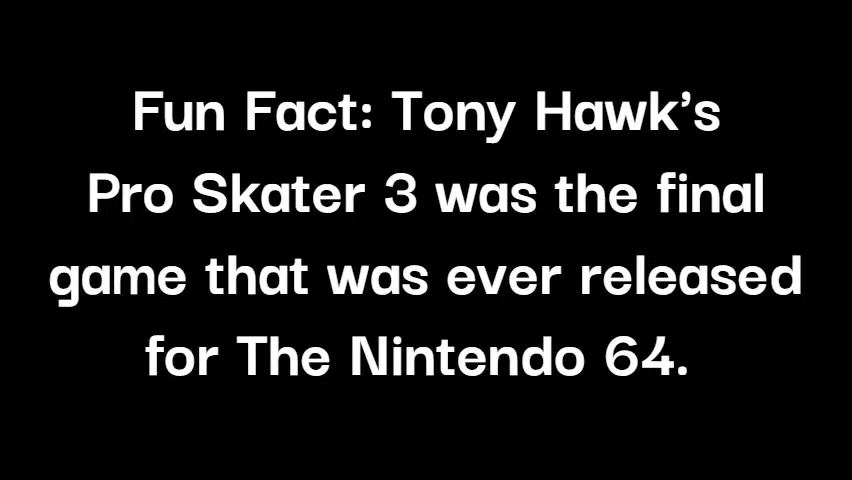 Fun Fact: Tony Hawk’s
Pro Skater 3 was the final
game that was ever released
for The Nintendo 64.